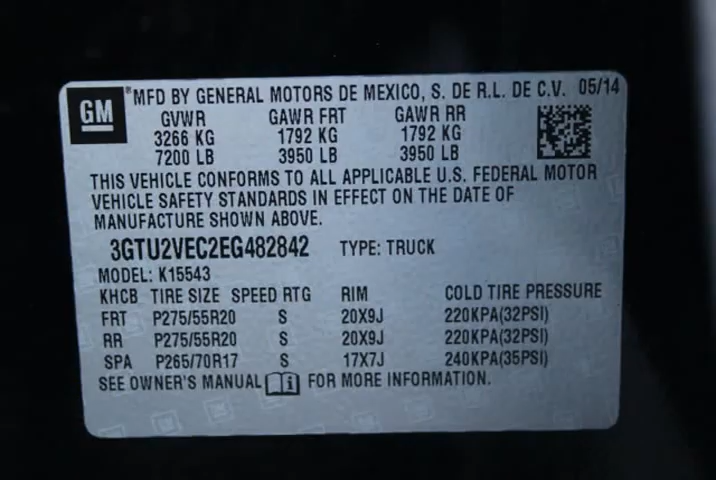 GM MFD BY GENERAL MOTORS DE MEXICO, S. DE R.L. DE C.V. 05/14
GVWR GAWR FRT GAWR RR
3266 KG 1792 KG 1792 KG
7200 LB 3950 LB 3950 LB
THIS VEHICLE CONFORMS TO ALL APPLICABLE U.S. FEDERAL MOTOR
VEHICLE SAFETY STANDARDS IN EFFECT ON THE DATE OF
MANUFACTURE SHOWN ABOVE.
3GTU2VEC2EG482842 TYPE: TRUCK
MODEL: K15543
KHCB TIRE SIZE SPEED RTG RIM COLD TIRE PRESSURE
FRT P275/55R20 S 20X9J 220KPA(32PSI)
RR P275/55R20 S 20X9J 220KPA(32PSI)
SPA P265/70R17 S 17X7J 240KPA(35PSI)
SEE OWNER'S MANUAL FOR MORE INFORMATION.